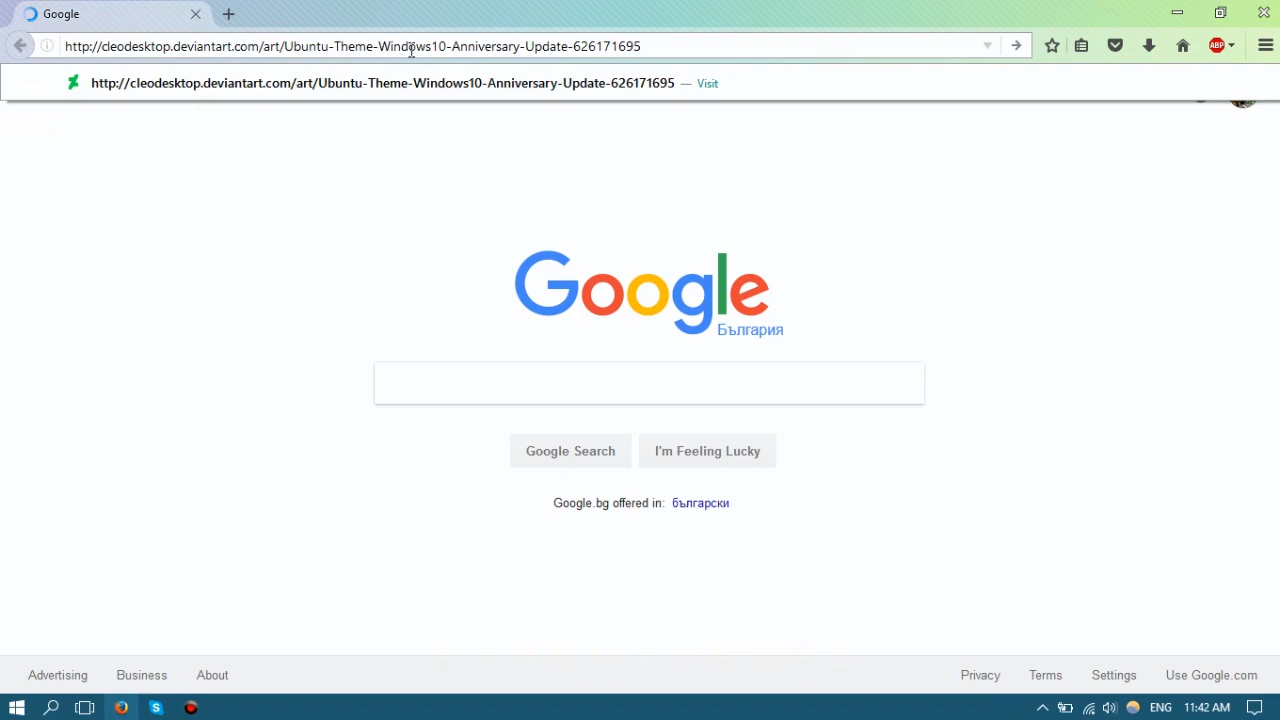 Google
http://cleodesktop.deviantart.com/art/Ubuntu-Theme-Windows10-Anniversary-Update-626171695
ABP
http://cleodesktop.deviantart.com/art/Ubuntu-Theme-Windows10-Anniversary-Update-626171695 — Visit
Google
България
Google Search I'm Feeling Lucky
Google.bg offered in: български
Advertising Business About Privacy Terms Settings Use Google.com
ENG 11:42 AM